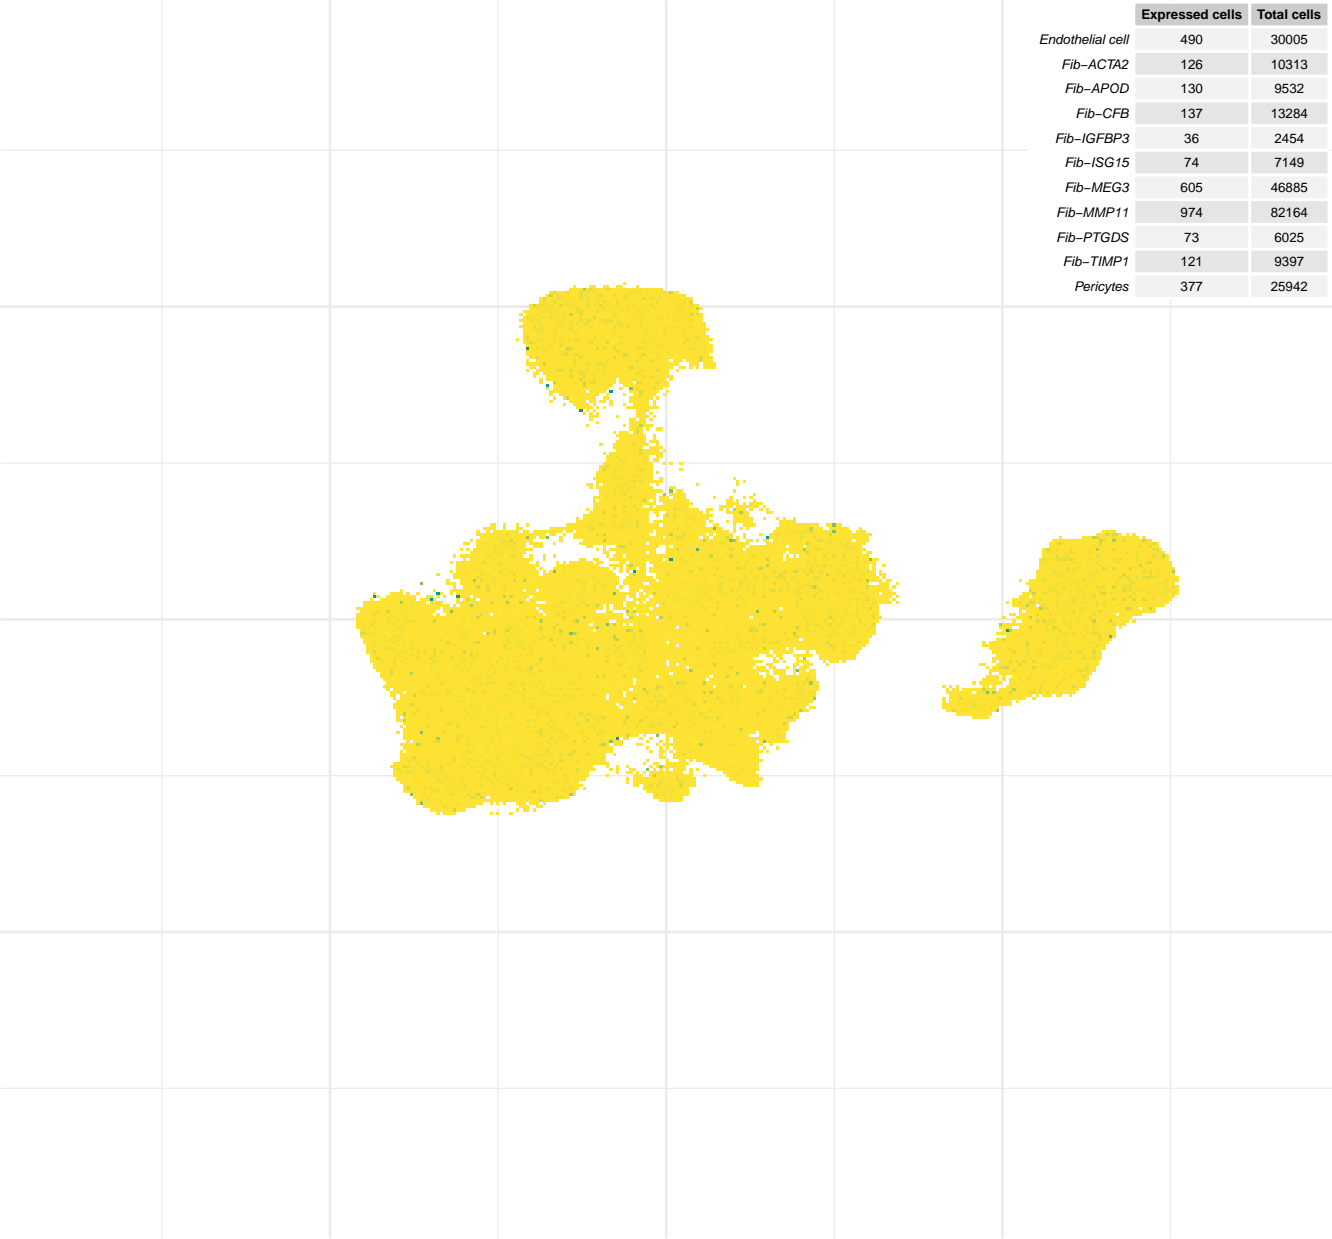 Expressed cells Total cells
Endothelial cell 490 30005
Fib−ACTA2 126 10313
Fib−APOD 130 9532
Fib−CFB 137 13284
Fib−IGFBP3 36 2454
Fib−ISG15 74 7149
Fib−MEG3 605 46885
Fib−MMP11 974 82164
Fib−PTGDS 73 6025
Fib−TIMP1 121 9397
Pericytes 377 25942